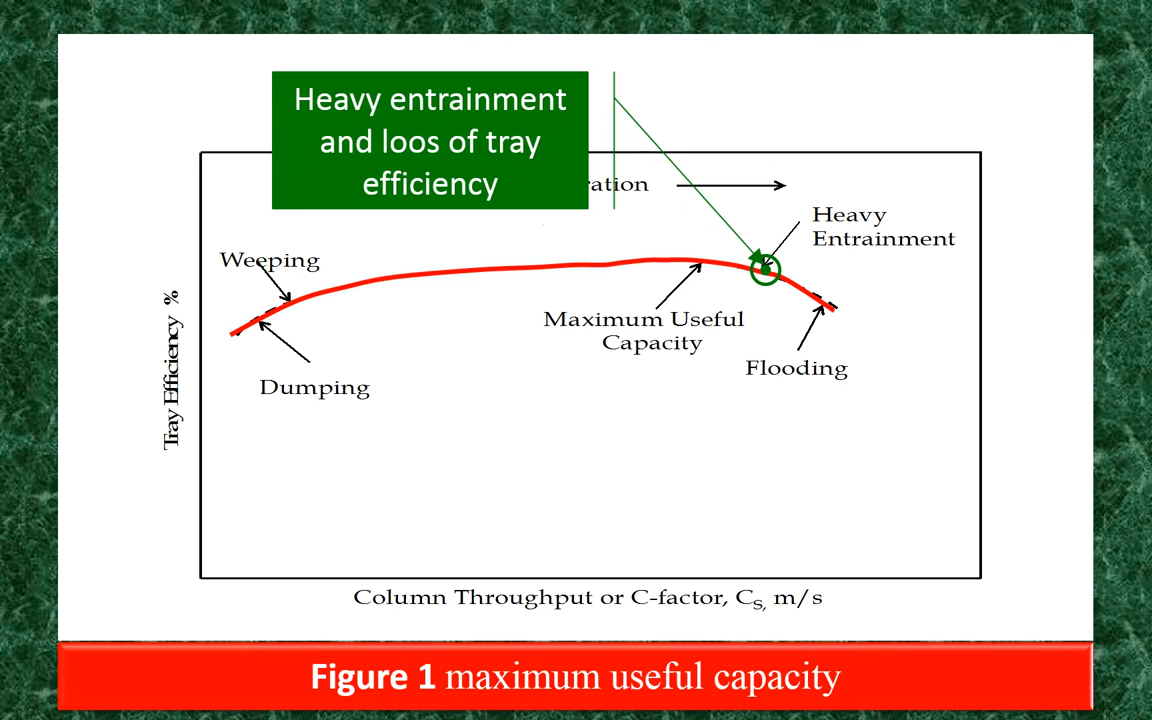 Heavy entrainment
and loos of tray
efficiency
Heavy
Entrainment
Weeping
Maximum Useful
Capacity
Flooding
Dumping
Tray Efficiency %
Column Throughput or C-factor, Cs, m/s
Figure 1 maximum useful capacity